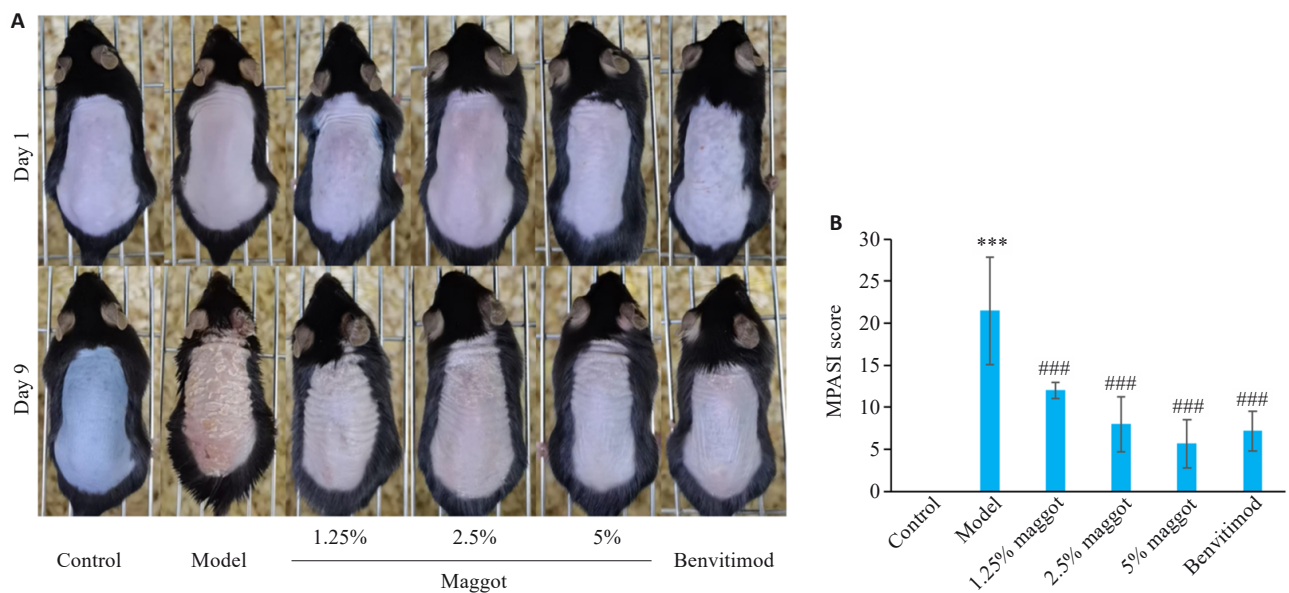 A
Day 1
Day 9
1.25%
2.5%
5%
Control
Model
Benvitimod
Maggot
B
MPASI score
30
25
20
15
10
5
0
***
###
###
###
###
Control
Model
1.25% maggot
2.5% maggot
5% maggot
Benvitimod